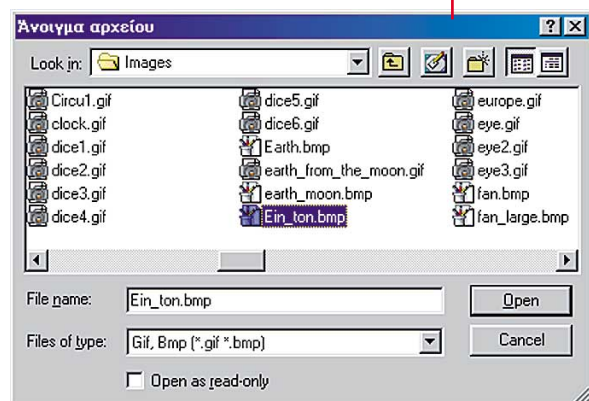 Άνοιγμα αρχείου
Look in: Images
Circu1.gif
clock.gif
dice1.gif
dice2.gif
dice3.gif
dice4.gif
dice5.gif
dice6.gif
Earth.bmp
earth_from_the_moon.gif
earth_moon.bmp
Ein_ton.bmp
europe.gif
eye.gif
eye2.gif
eye3.gif
fan.bmp
fan_large.bmp
File name: Ein_ton.bmp Open
Files of type: Gif, Bmp (*.gif *.bmp) Cancel
Open as read-only